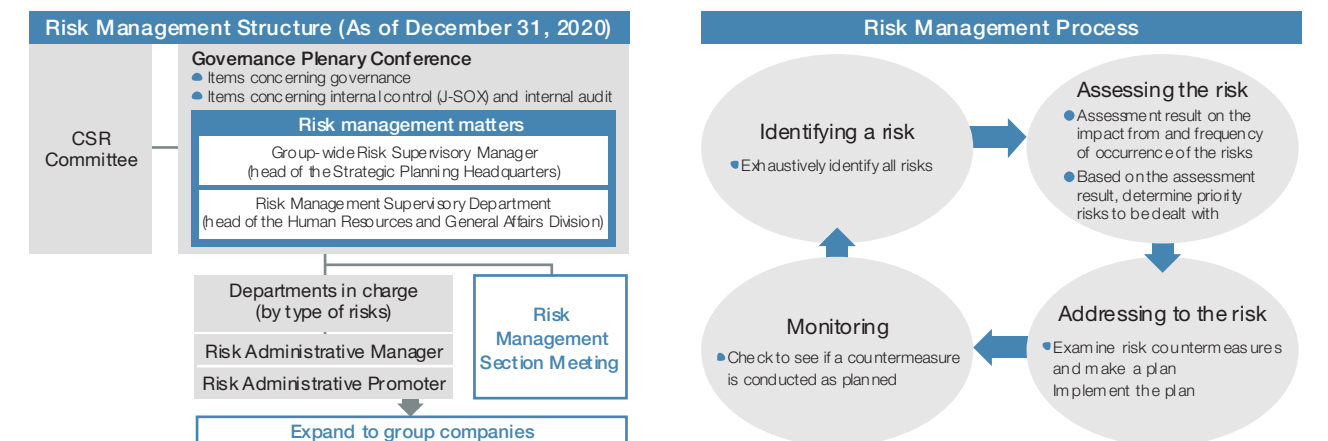 Risk Management Structure (As of December 31, 2020)
CSR
Committee
Governance Plenary Conference
Items concerning governance
Items concerning internal control (J-SOX) and internal audit
Risk management matters
Group-wide Risk Supervisory Manager
(head of the Strategic Planning Headquarters)
Risk Management Supervisory Department
(head of the Human Resources and General Affairs Division)
Departments in charge
(by type of risks)
Risk Administrative Manager
Risk Administrative Promoter
Risk
Management
Section Meeting
Expand to group companies
Risk Management Process
Identifying a risk
Exhaustively identify all risks
Assessing the risk
Assessment result on the
impact from and frequency
of occurrence of the risks
Based on the assessment
result, determine priority
risks to be dealt with
Addressing to the risk
Examine risk countermeasures
and make a plan
Implement the plan
Monitoring
Check to see if a countermeasure
is conducted as planned